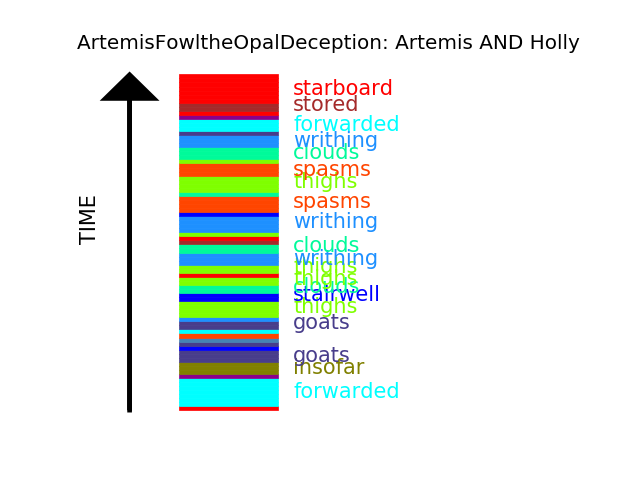 ArtemisFowltheOpalDeception: Artemis AND Holly
TIME
starboard
stored
forwarded
writhing
clouds
spasms
thighs
spasms
writhing
clouds
writhing
thighs
thighs
clouds
stairwell
thighs
goats
goats
insofar
forwarded